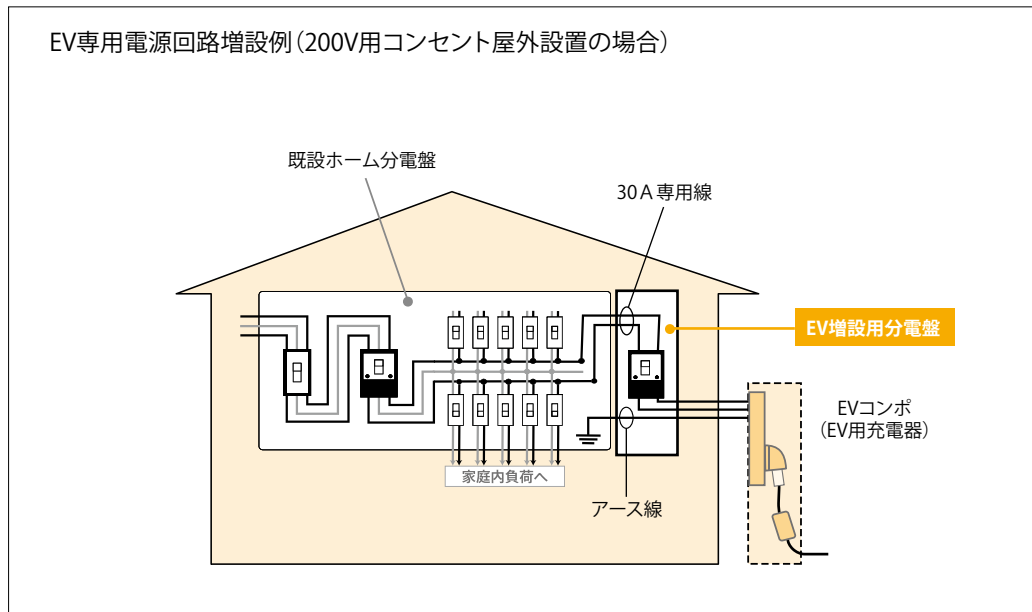 EV専用電源回路増設例（200V用コンセント屋外設置の場合）
既設ホーム分電盤
30A専用線
EV増設用分電盤
EVコンポ
（EV用充電器）
家庭内負荷へ
アース線